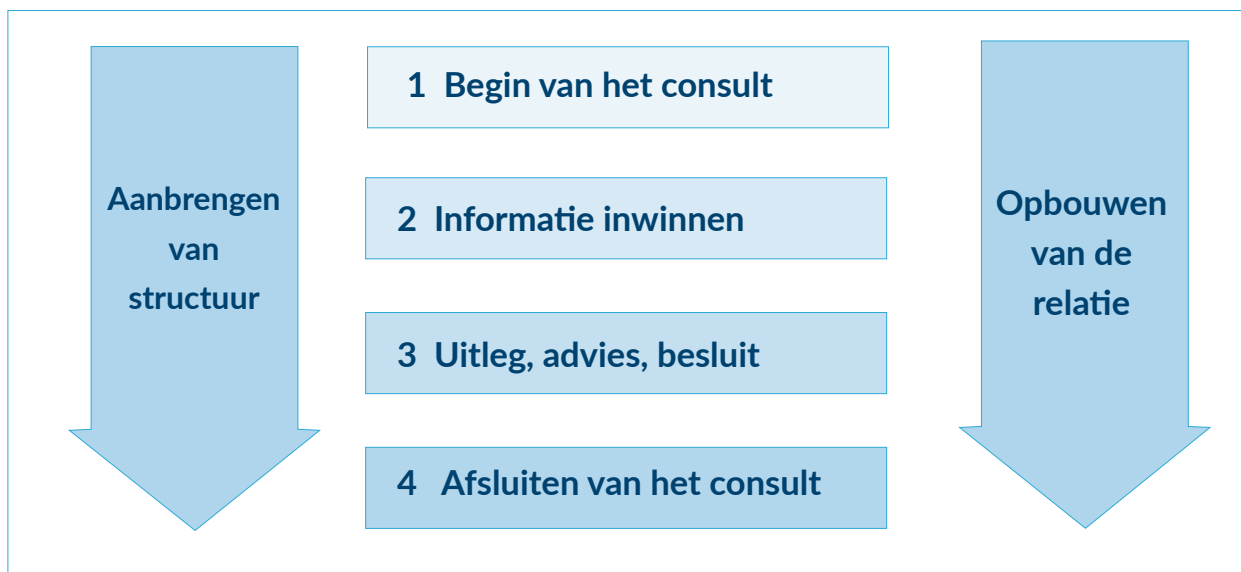 Aanbrengen
van
structuur
1 Begin van het consult
2 Informatie inwinnen
3 Uitleg, advies, besluit
4 Afsluiten van het consult
Opbouwen
van de
relatie